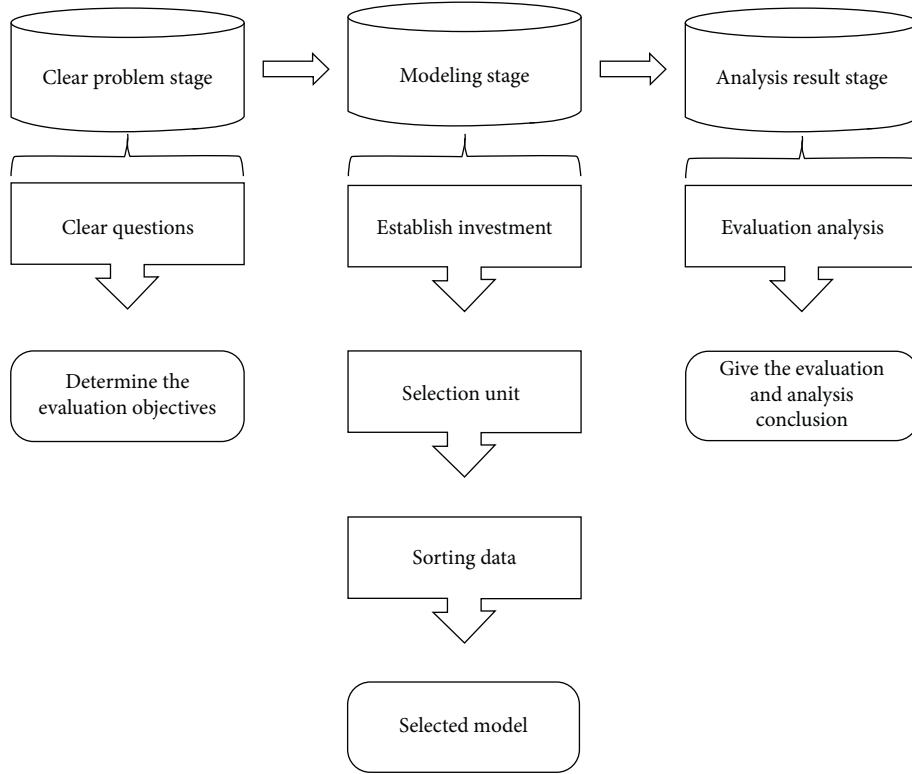 Clear problem stage
Modeling stage
Analysis result stage
Clear questions
Establish investment
Evaluation analysis
Determine the
evaluation objectives
Selection unit
Give the evaluation
and analysis
conclusion
Sorting data
Selected model